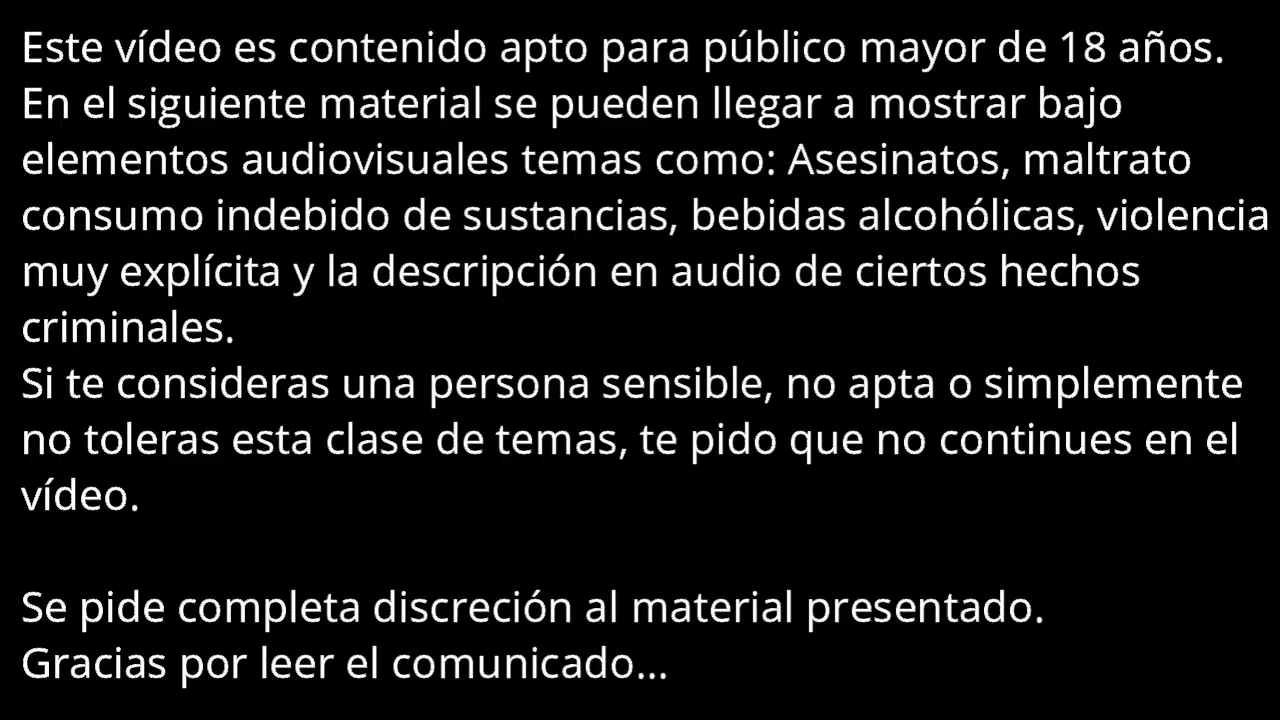 Este vídeo es contenido apto para público mayor de 18 años.
En el siguiente material se pueden llegar a mostrar bajo
elementos audiovisuales temas como: Asesinatos, maltrato
consumo indebido de sustancias, bebidas alcohólicas, violencia
muy explícita y la descripción en audio de ciertos hechos
criminales.
Si te consideras una persona sensible, no apta o simplemente
no toleras esta clase de temas, te pido que no continues en el
vídeo.
Se pide completa discreción al material presentado.
Gracias por leer el comunicado...